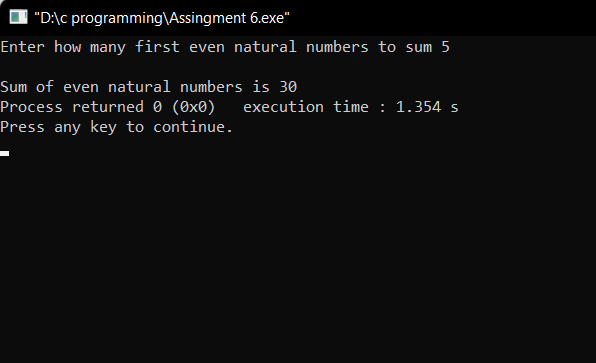 "D:\c programming\Assingment 6.exe"
Enter how many first even natural numbers to sum 5
Sum of even natural numbers is 30
Process returned 0 (0x0)   execution time : 1.354 s
Press any key to continue.